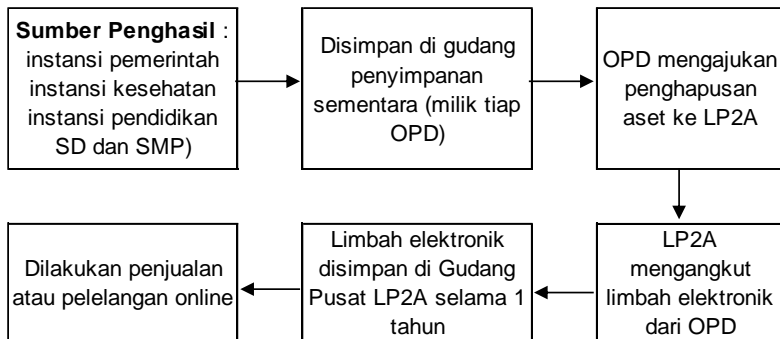 Sumber Penghasil :
instansi pemerintah
instansi kesehatan
instansi pendidikan
SD dan SMP)
Disimpan di gudang
penyimpanan
sementara (milik tiap
OPD)
OPD mengajukan
penghapusan
aset ke LP2A
LP2A
mengangkut
limbah elektronik
dari OPD
Limbah elektronik
disimpan di Gudang
Pusat LP2A selama 1
tahun
Dilakukan penjualan
atau pelelangan online